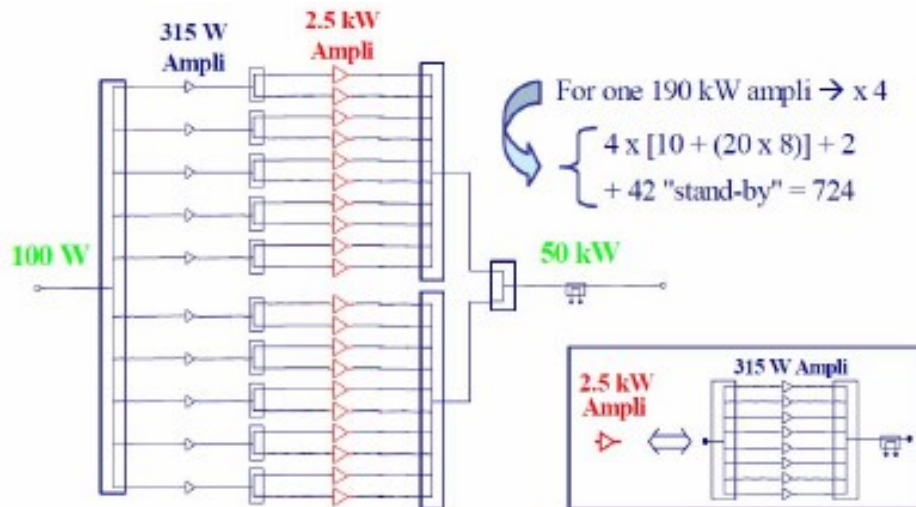 315 W
Ampli
2.5 kW
Ampli
For one 190 kW ampli → x 4
4 x [10 + (20 x 8)] + 2
+ 42 "stand-by" = 724
100 W
50 kW
315 W Ampli
2.5 kW
Ampli